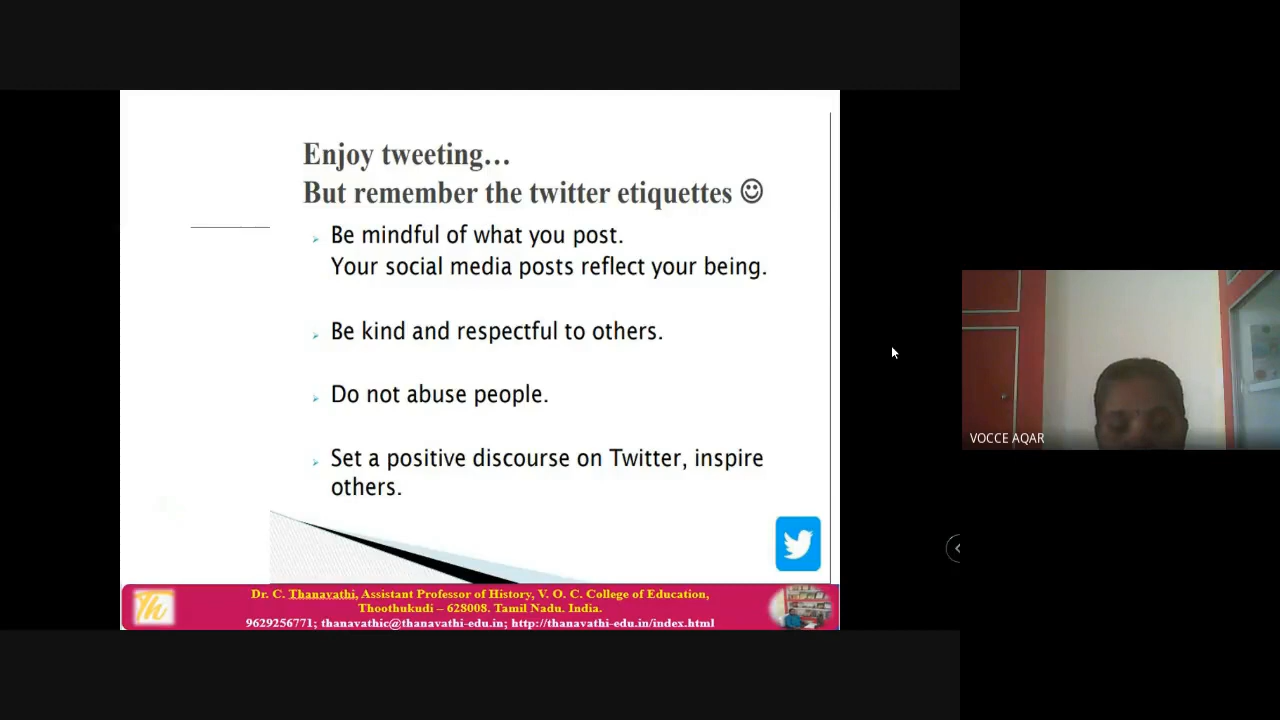 Enjoy tweeting...
But remember the twitter etiquettes ☺
Be mindful of what you post.
Your social media posts reflect your being.
Be kind and respectful to others.
Do not abuse people.
Set a positive discourse on Twitter, inspire
others.
Th
Dr. C. Thanavathi, Assistant Professor of History, V. O. C. College of Education,
Thoothukudi – 628008. Tamil Nadu. India.
9629256771; thanavathic@thanavathi-edu.in; http://thanavathi-edu.in/index.html
VOCCE AQAR